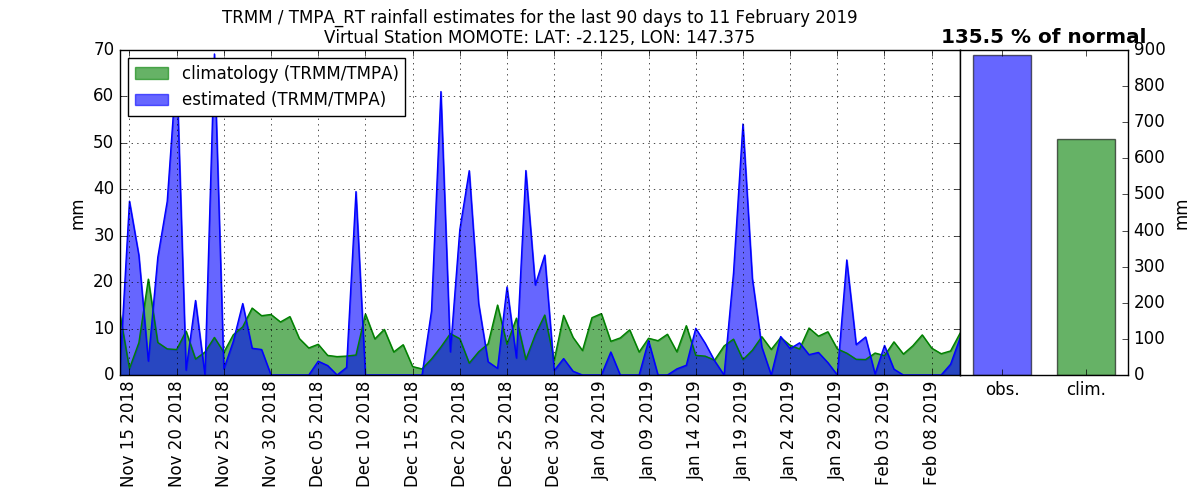 TRMM / TMPA_RT rainfall estimates for the last 90 days to 11 February 2019
Virtual Station MOMOTE: LAT: -2.125, LON: 147.375
135.5 % of normal
climatology (TRMM/TMPA)
estimated (TRMM/TMPA)
mm
70
60
50
40
30
20
10
0
Nov 15 2018
Nov 20 2018
Nov 25 2018
Nov 30 2018
Dec 05 2018
Dec 10 2018
Dec 15 2018
Dec 20 2018
Dec 25 2018
Dec 30 2018
Jan 04 2019
Jan 09 2019
Jan 14 2019
Jan 19 2019
Jan 24 2019
Jan 29 2019
Feb 03 2019
Feb 08 2019
obs.
clim.
900
800
700
600
500
400
300
200
100
0
mm